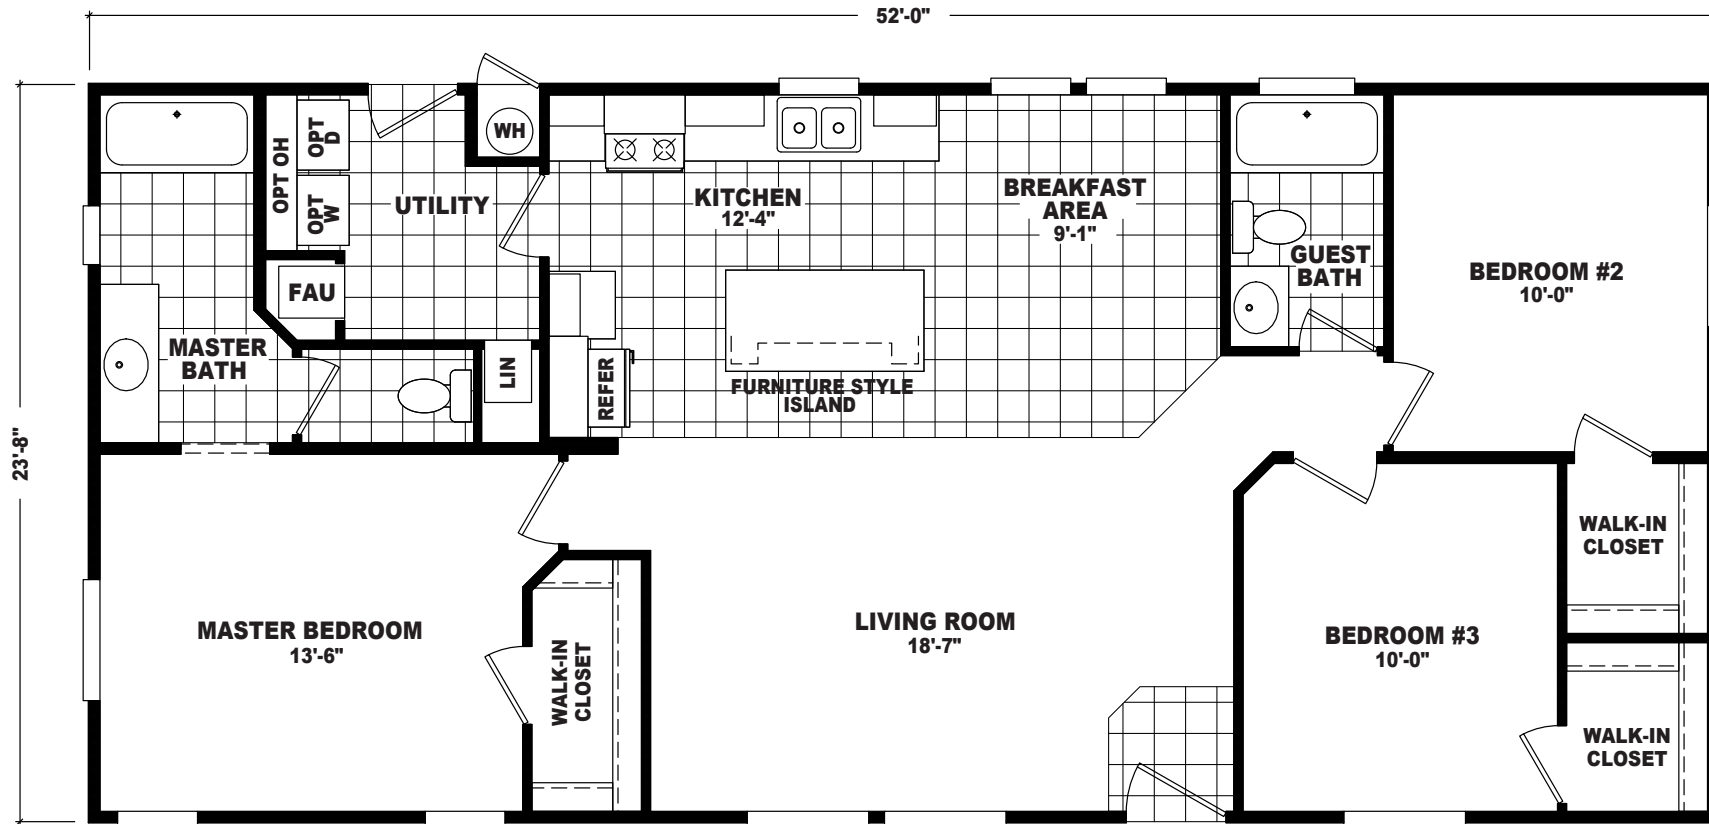 52'-0"
23'-8"
OPT OH
OPT
D
OPT
W
WH
UTILITY
FAU
KITCHEN
12'-4"
BREAKFAST
AREA
9'-1"
GUEST
BATH
BEDROOM #2
10'-0"
MASTER
BATH
LIN
REFER
FURNITURE STYLE
ISLAND
MASTER BEDROOM
13'-6"
WALK-IN
CLOSET
LIVING ROOM
18'-7"
BEDROOM #3
10'-0"
WALK-IN
CLOSET
WALK-IN
CLOSET